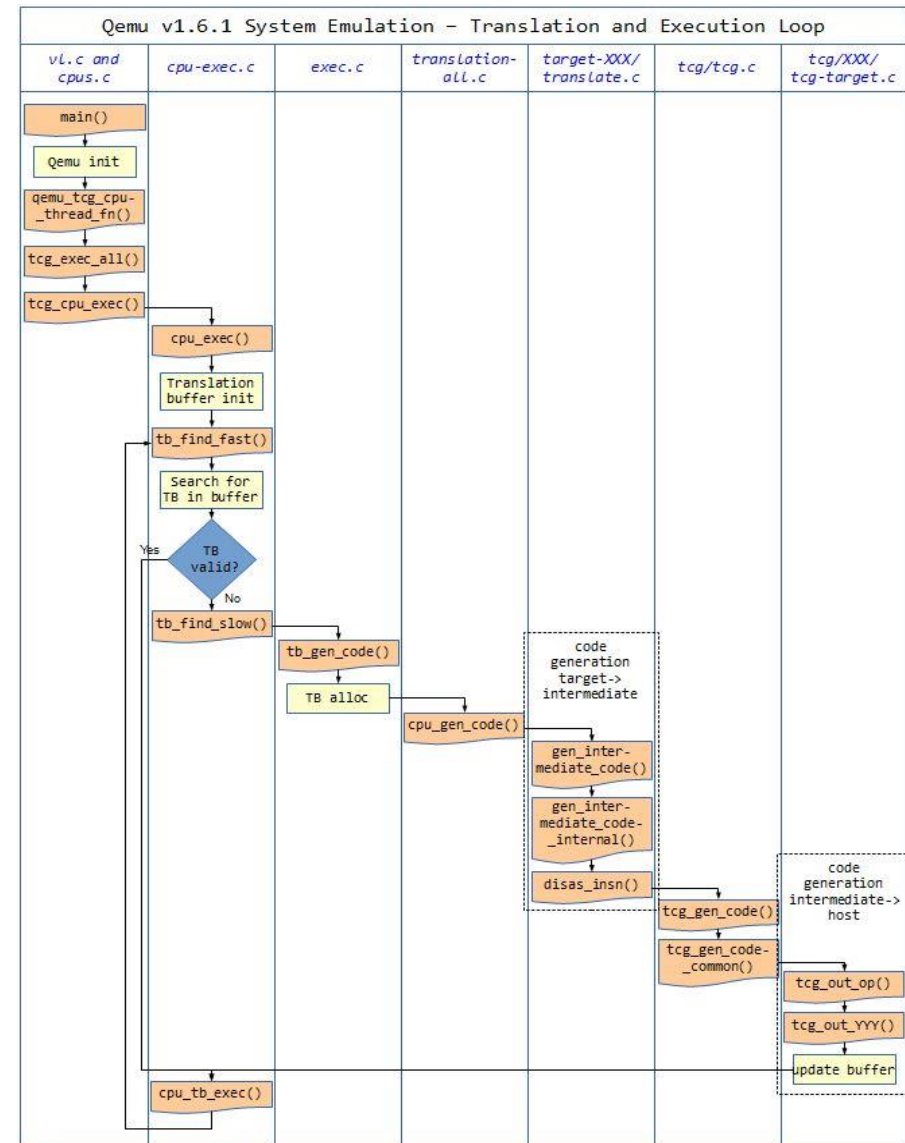 Qemu v1.6.1 System Emulation – Translation and Execution Loop
vl.c and
cpus.c
cpu-exec.c
exec.c
translation-
all.c
target-XXX/
translate.c
tcg/tcg.c
tcg/XXX/
tcg-target.c
main()
Qemu init
qemu_tcg_cpu-
_thread_fn()
tcg_exec_all()
tcg_cpu_exec()
cpu_exec()
Translation
buffer init
tb_find_fast()
Search for
TB in buffer
Yes
TB
valid?
No
tb_find_slow()
tb_gen_code()
TB alloc
cpu_gen_code()
code
generation
target->
intermediate
gen_inter-
mediate_code()
gen_inter-
mediate_code-
_internal()
disas_insn()
tcg_gen_code()
tcg_gen_code-
_common()
code
generation
intermediate->
host
tcg_out_op()
tcg_out_YYY()
update buffer
cpu_tb_exec()